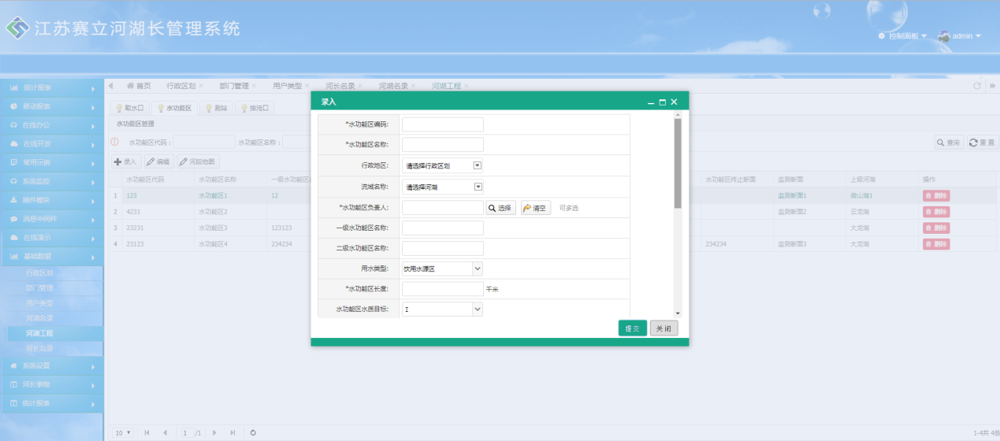 江苏赛立河湖长管理系统
控制面板 admin
统计报表
移动报表
在线办公
在线开发
常用示例
系统监控
插件模块
消息中间件
在线演示
基础数据
行政区划
部门管理
用户类型
河湖名录
河湖工程
河长名录
系统设置
河长事物
统计报表
首页 行政区划 × 部门管理 × 用户类型 × 河长名录 × 河湖名录 × 河湖工程 ×
取水口 水功能区 测站 排污口
水功能区管理
水功能区代码: 水功能区名称: 查询 重置
录入 编辑 河段地图
水功能区代码 水功能区名称 一级水功能区名 水功能区终止断面 监测断面 上级河湖 操作
1 123 水功能区1 12 监测断面1 微山湖1 删除
2 4231 水功能区2 监测断面2 云龙湖 删除
3 23231 水功能区3 123123 大龙湖 删除
4 23123 水功能区4 234234 234234 监测断面3 大龙湖 删除
录入
*水功能区编码:
*水功能区名称:
行政地区: 请选择行政区划
流域名称: 请选择河湖
*水功能区负责人: 选择 清空 可多选
一级水功能区名称:
二级水功能区名称:
用水类型: 饮用水源区
*水功能区长度: 千米
水功能区水质目标: I
提交 关闭
10 1 /1 1-4共 4条